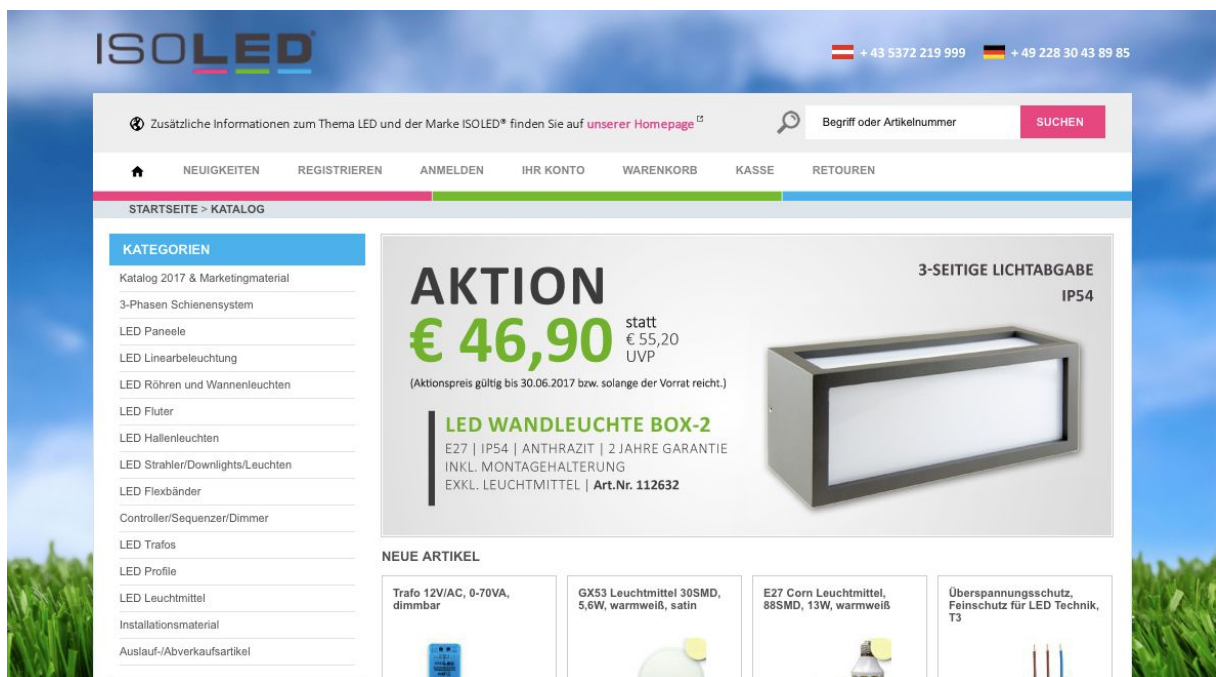 ISOLED®
+ 43 5372 219 999 + 49 228 30 43 89 85
Zusätzliche Informationen zum Thema LED und der Marke ISOLED® finden Sie auf unserer Homepage
Begriff oder Artikelnummer SUCHEN
NEUIGKEITEN REGISTRIEREN ANMELDEN IHR KONTO WARENKORB KASSE RETOUREN
STARTSEITE > KATALOG
KATEGORIEN
Katalog 2017 & Marketingmaterial
3-Phasen Schienensystem
LED Paneele
LED Linearbeleuchtung
LED Röhren und Wannenleuchten
LED Fluter
LED Hallenleuchten
LED Strahler/Downlights/Leuchten
LED Flexbänder
Controller/Sequenzer/Dimmer
LED Trafos
LED Profile
LED Leuchtmittel
Installationsmaterial
Auslauf-/Abverkaufsartikel
AKTION
€ 46,90
statt
€ 55,20
UVP
(Aktionspreis gültig bis 30.06.2017 bzw. solange der Vorrat reicht.)
LED WANDLEUCHTE BOX-2
E27 | IP54 | ANTHRAZIT | 2 JAHRE GARANTIE
INKL. MONTAGEHALTERUNG
EXKL. LEUCHTMITTEL | Art.Nr. 112632
3-SEITIGE LICHTABGABE
IP54
NEUE ARTIKEL
Trafo 12V/AC, 0-70VA,
dimmbar
GX53 Leuchtmittel 30SMD,
5,6W, warmweiß, satin
E27 Corn Leuchtmittel,
88SMD, 13W, warmweiß
Überspannungsschutz,
Feinschutz für LED Technik,
T3